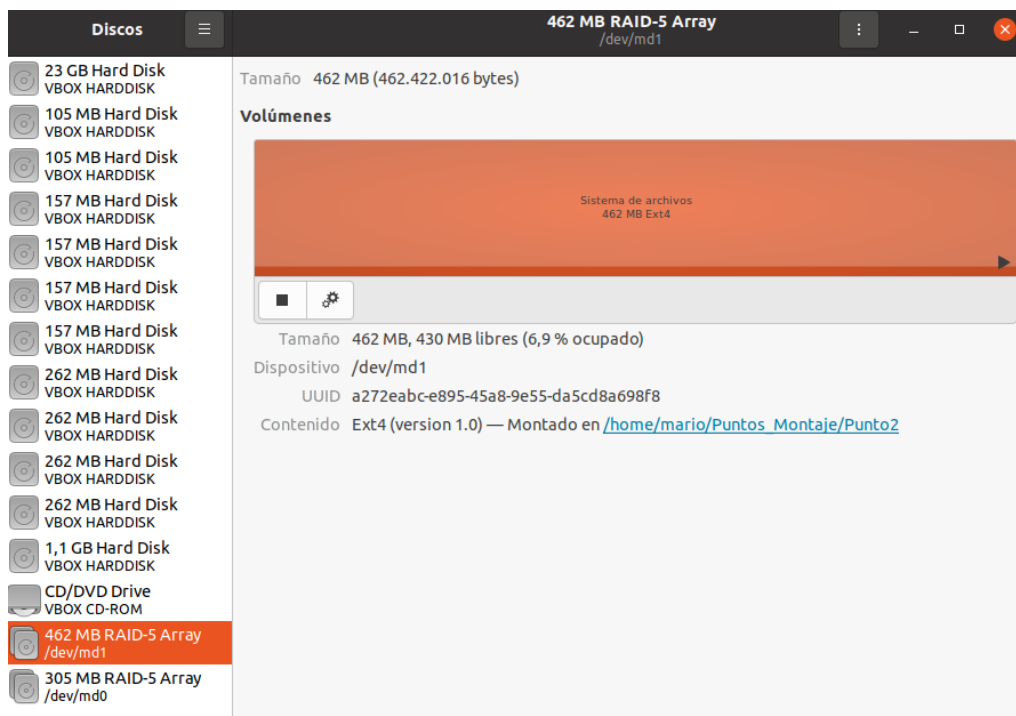 Discos
462 MB RAID-5 Array
/dev/md1
23 GB Hard Disk
VBOX HARDDISK
105 MB Hard Disk
VBOX HARDDISK
105 MB Hard Disk
VBOX HARDDISK
157 MB Hard Disk
VBOX HARDDISK
157 MB Hard Disk
VBOX HARDDISK
157 MB Hard Disk
VBOX HARDDISK
157 MB Hard Disk
VBOX HARDDISK
262 MB Hard Disk
VBOX HARDDISK
262 MB Hard Disk
VBOX HARDDISK
262 MB Hard Disk
VBOX HARDDISK
262 MB Hard Disk
VBOX HARDDISK
1,1 GB Hard Disk
VBOX HARDDISK
CD/DVD Drive
VBOX CD-ROM
462 MB RAID-5 Array
/dev/md1
305 MB RAID-5 Array
/dev/md0
Tamaño 462 MB (462.422.016 bytes)
Volúmenes
Sistema de archivos
462 MB Ext4
Tamaño 462 MB, 430 MB libres (6,9 % ocupado)
Dispositivo /dev/md1
UUID a272eabc-e895-45a8-9e55-da5cd8a698f8
Contenido Ext4 (version 1.0) — Montado en /home/mario/Puntos_Montaje/Punto2